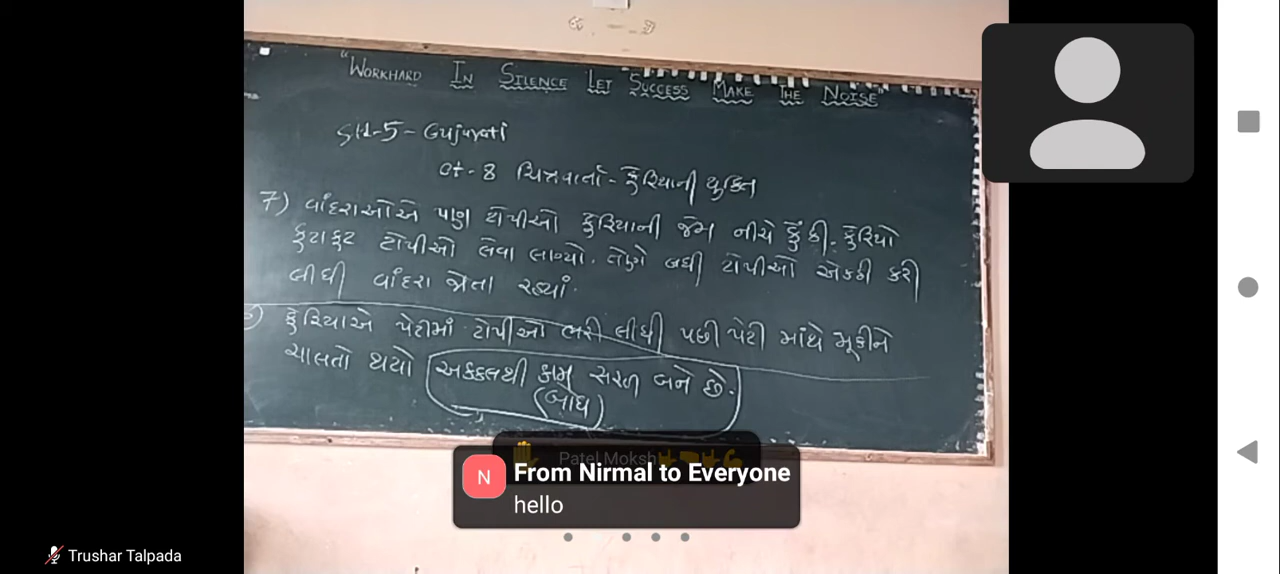 "WORKHARD IN SILENCE LET SUCCESS MAKE THE NOISE"
Std-5-Gujarati
ચિત્રવાર્તા - ફેરિયાની યુક્તિ
7) વાંદરાઓએ પણ ટોપીઓ ફેરિયાની જેમ નીચે ફેંકી. ફેરિયો
ફટાફટ ટોપીઓ લેવા લાગ્યો. તેણે બધી ટોપીઓ એકઠી કરી
લીધી વાંદરા જોતા રહ્યાં.
ફેરિયાએ પેટીમાં ટોપીઓ ભરી લીધી પછી પેટી માથે મૂકીને
ચાલતો થયો
અક્કલથી કામ સરળ બને છે.
(બોધ)
Patel Moksh
N
From Nirmal to Everyone
hello
Trushar Talpada